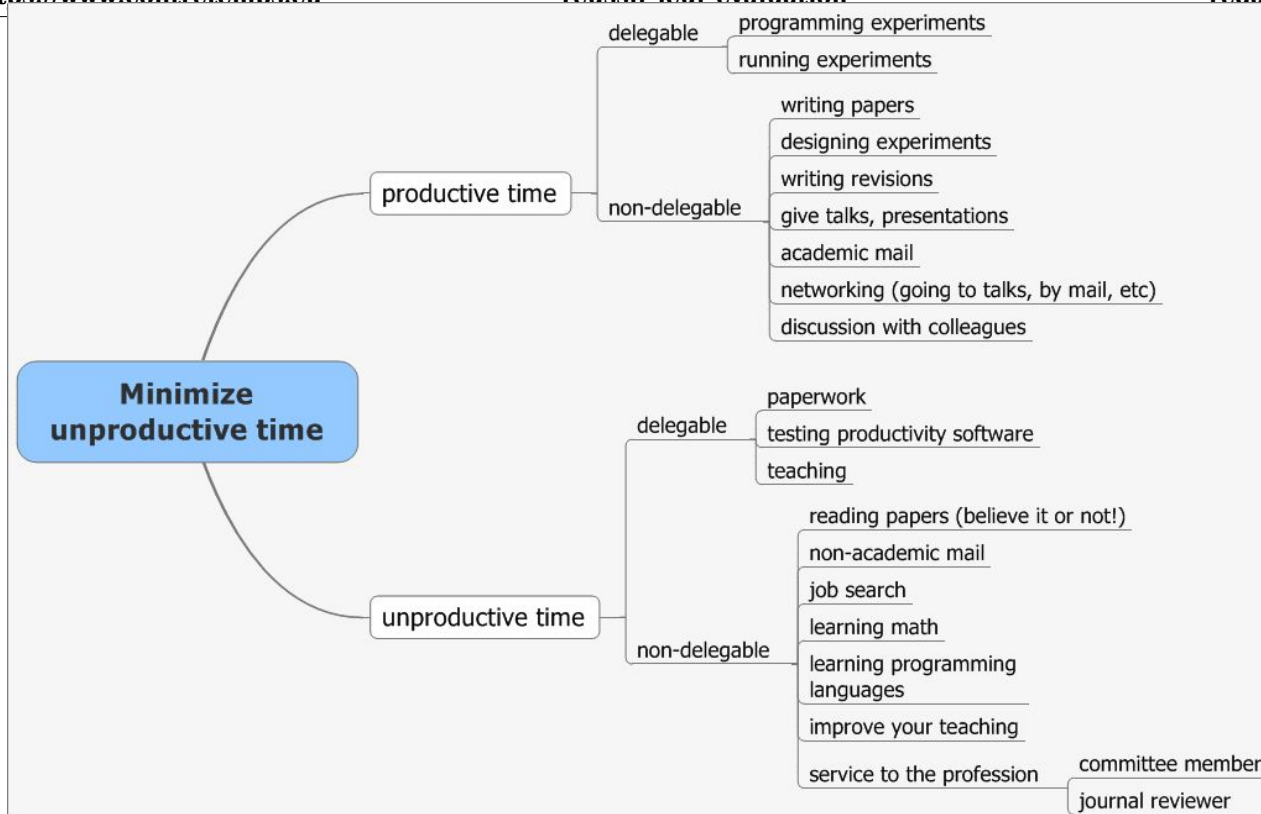 delegable
programming experiments
running experiments
productive time
non-delegable
writing papers
designing experiments
writing revisions
give talks, presentations
academic mail
networking (going to talks, by mail, etc)
discussion with colleagues
Minimize
unproductive time
unproductive time
delegable
paperwork
testing productivity software
teaching
non-delegable
reading papers (believe it or not!)
non-academic mail
job search
learning math
learning programming
languages
improve your teaching
service to the profession
committee member
journal reviewer